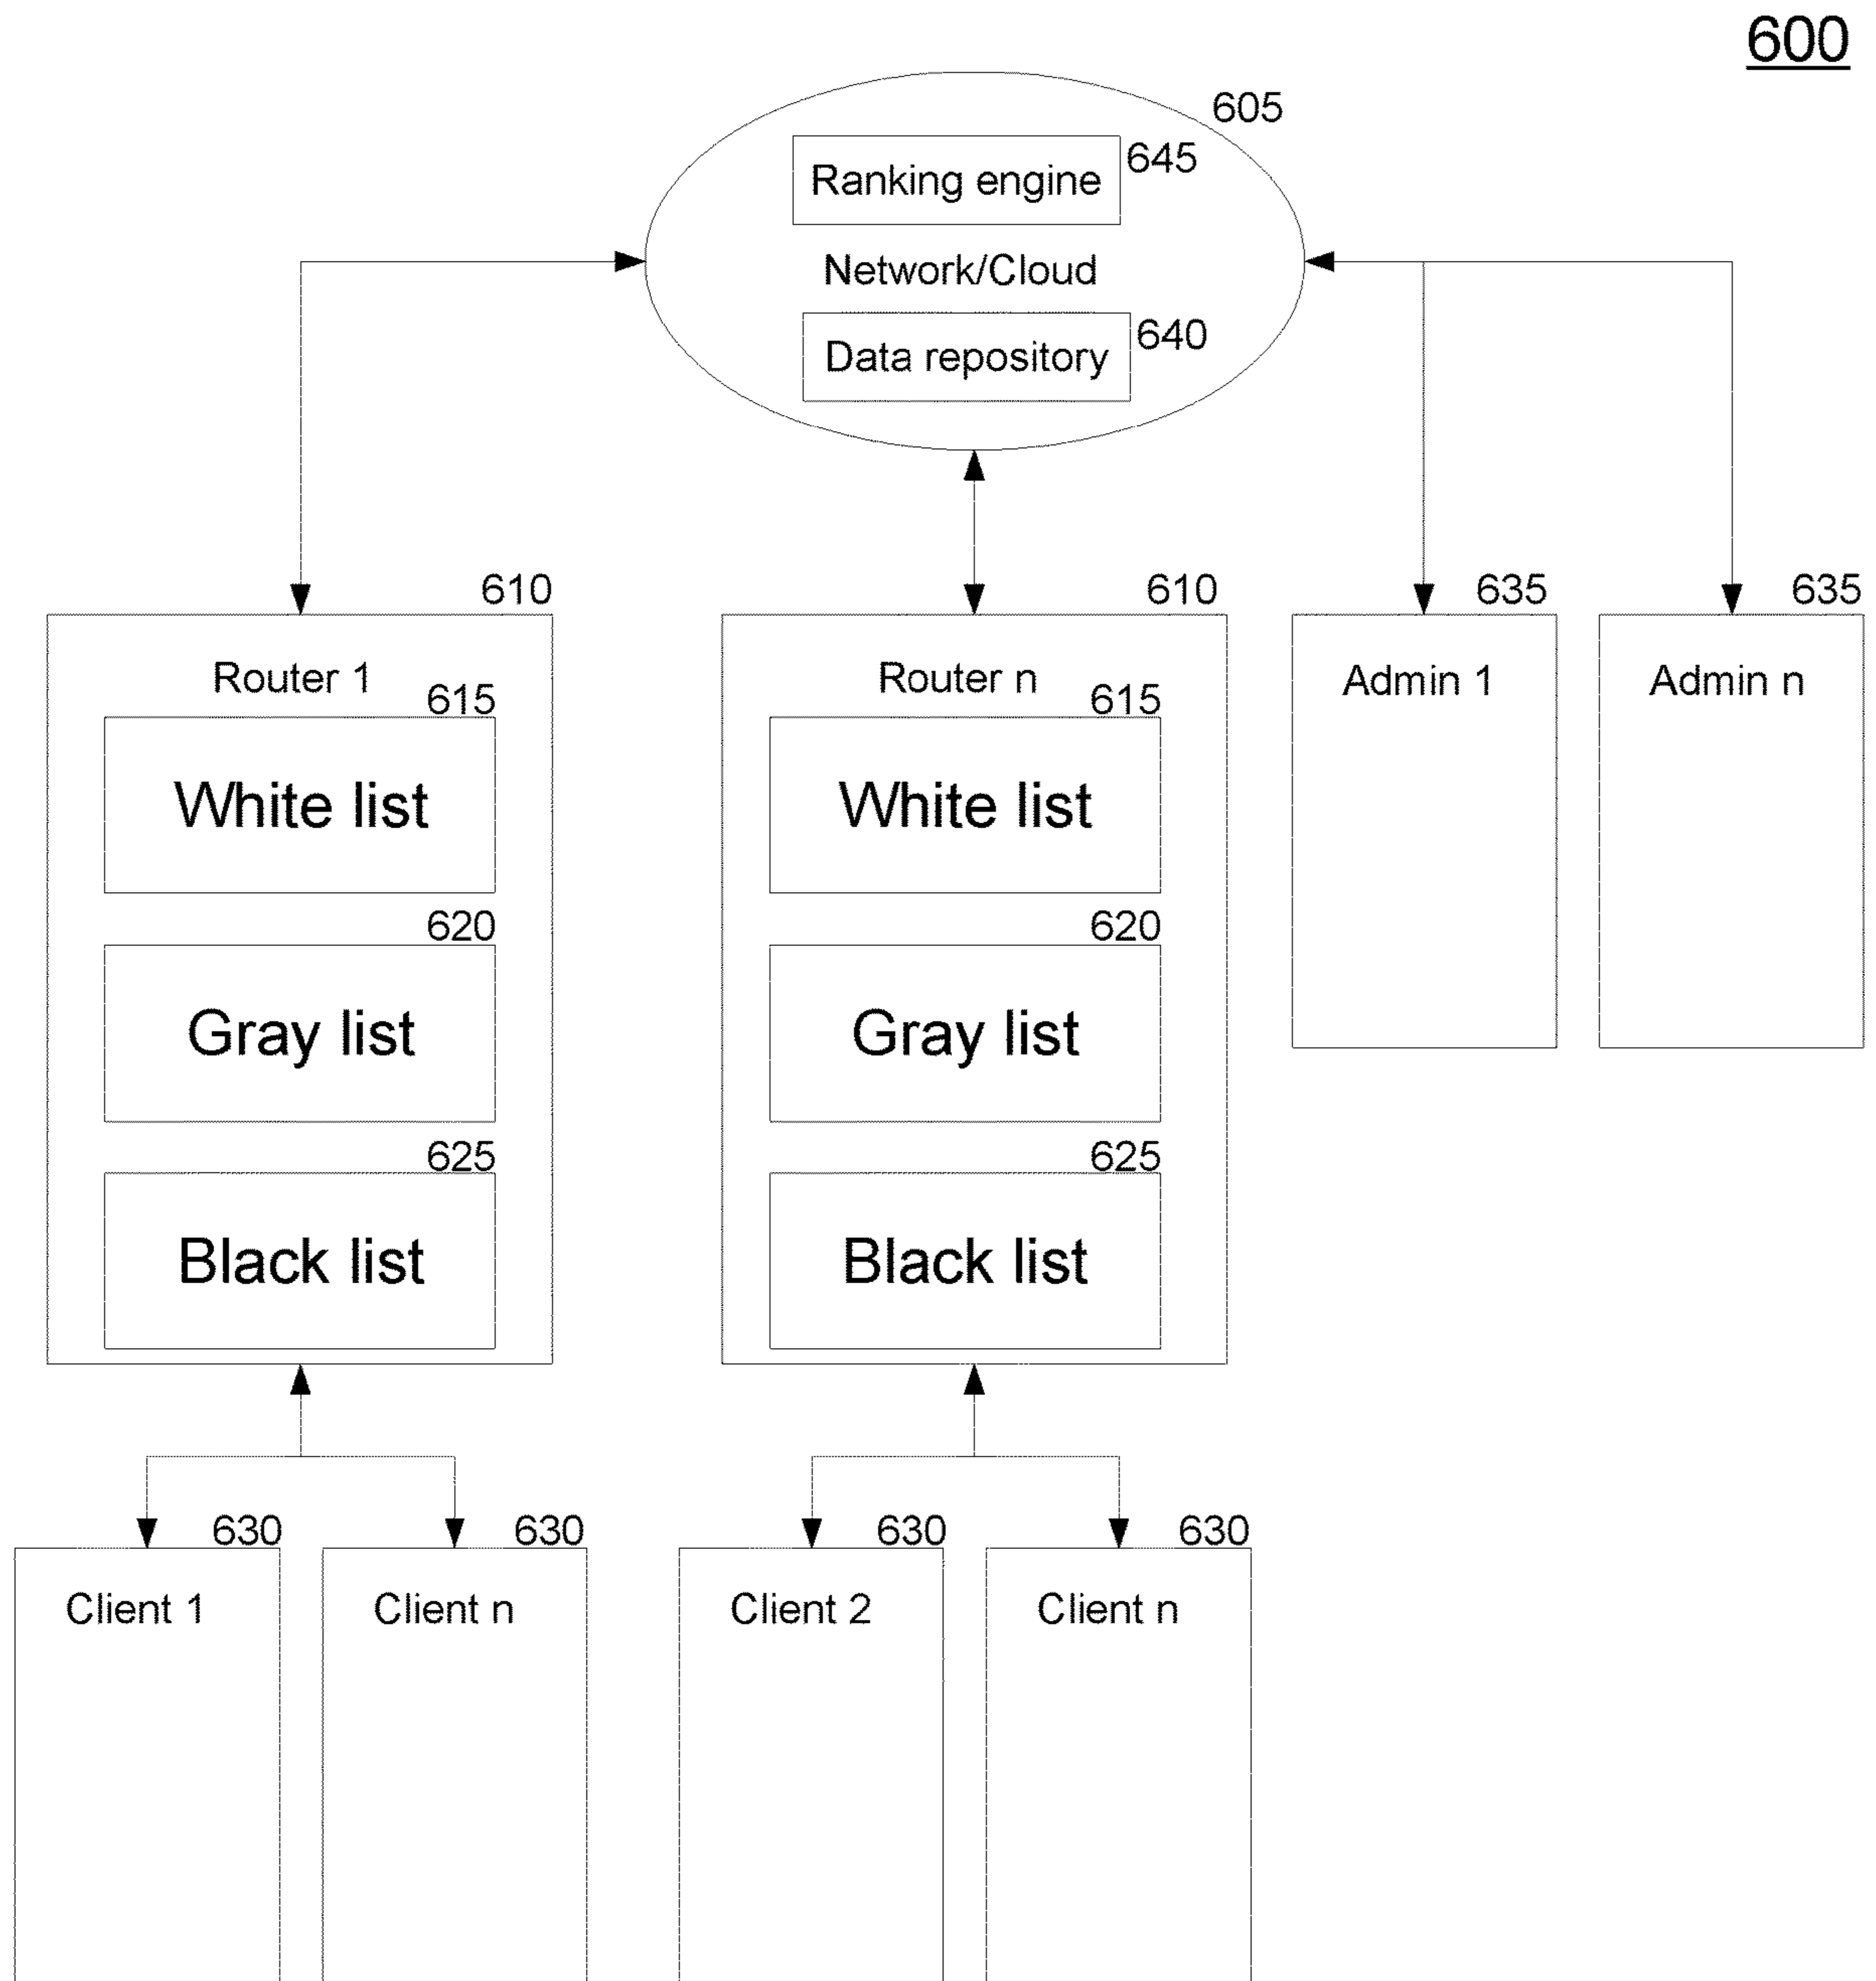 600
605
Ranking engine
645
Network/Cloud
Data repository
640
610
610
635
635
Router 1
Router n
Admin 1
Admin n
615
615
White list
White list
620
620
Gray list
Gray list
625
625
Black list
Black list
630
630
630
630
Client 1
Client n
Client 2
Client n